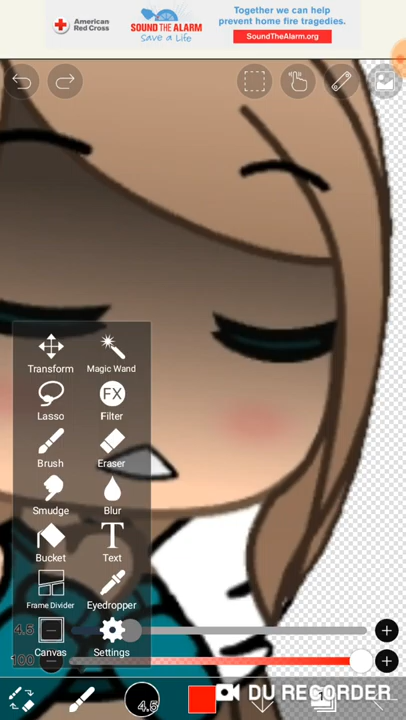 American
Red Cross
SOUND THE ALARM
Save a Life
Together we can help
prevent home fire tragedies.
SoundTheAlarm.org
Transform
Magic Wand
Lasso
FX
Filter
Brush
Eraser
Smudge
Blur
Bucket
T
Text
Frame Divider
Eyedropper
4.5
Canvas
Settings
100
4.5
DU RECORDER